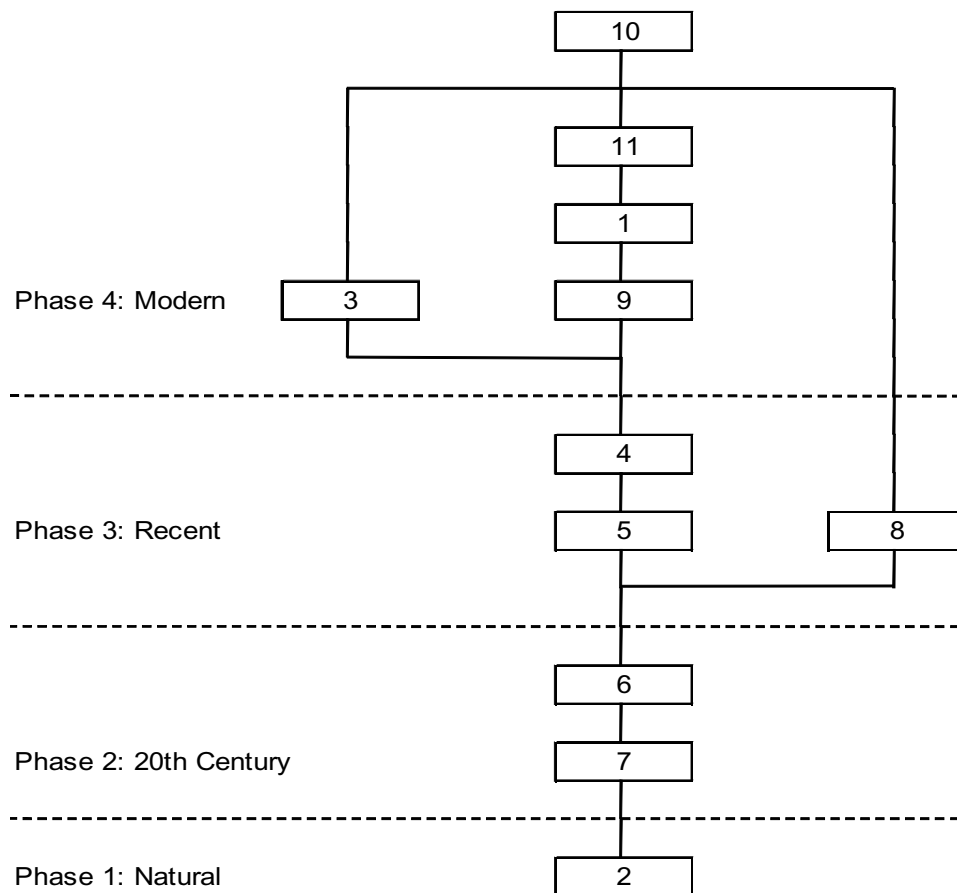 10
11
1
Phase 4: Modern 3 9
4
Phase 3: Recent 5 8
6
Phase 2: 20th Century 7
Phase 1: Natural 2